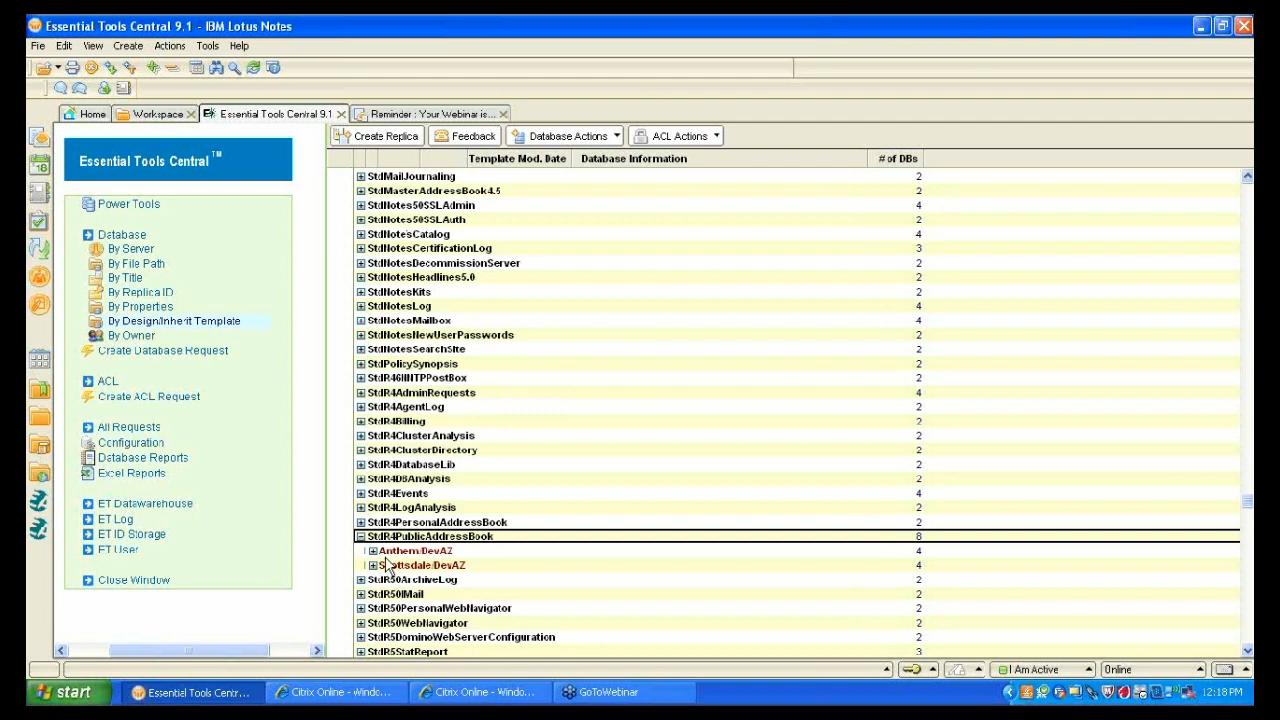 Essential Tools Central 9.1 - IBM Lotus Notes
File Edit View Create Actions Tools Help
Home Workspace Essential Tools Central 9.1 Reminder : Your Webinar is...
Essential Tools Central TM
Power Tools
Database
By Server
By File Path
By Title
By Replica ID
By Properties
By Design/Inherit Template
By Owner
Create Database Request
ACL
Create ACL Request
All Requests
Configuration
Database Reports
Excel Reports
ET Datawarehouse
ET Log
ET ID Storage
ET User
Close Window
Create Replica Feedback Database Actions ACL Actions
Template Mod. Date Database Information # of DBs
StdMailJournaling 2
StdMasterAddressBook4.5 2
StdNotes50SSLAdmin 4
StdNotes50SSLAuth 2
StdNotesCatalog 4
StdNotesCertificationLog 3
StdNotesDecommissionServer 2
StdNotesHeadlines5.0 2
StdNotesKits 2
StdNotesLog 4
StdNotesMailbox 4
StdNotesNewUserPasswords 2
StdNotesSearchSite 2
StdPolicySynopsis 2
StdR46NNTPPostBox 2
StdR4AdminRequests 4
StdR4AgentLog 2
StdR4Billing 2
StdR4ClusterAnalysis 2
StdR4ClusterDirectory 2
StdR4DatabaseLib 2
StdR4DBAnalysis 2
StdR4Events 4
StdR4LogAnalysis 2
StdR4PersonalAddressBook 2
StdR4PublicAddressBook 8
Anthem/DevAZ 4
Scottsdale/DevAZ 4
StdR50ArchiveLog 2
StdR50IMail 2
StdR50PersonalWebNavigator 2
StdR50WebNavigator 2
StdR5DominoWebServerConfiguration 2
StdR5StatReport 3
I Am Active Online
start Essential Tools Centr... Citrix Online - Windo... Citrix Online - Windo... GoToWebinar 12:18 PM